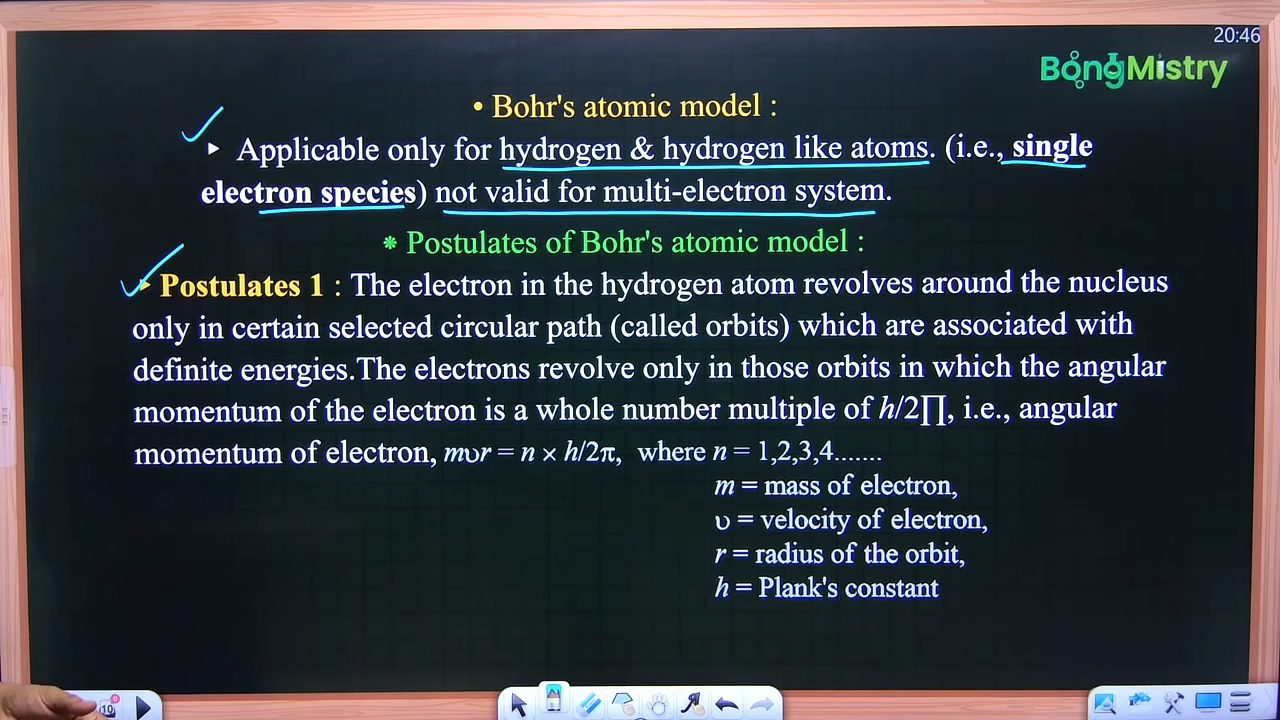 20:46
BongMistry
• Bohr's atomic model :
► Applicable only for hydrogen & hydrogen like atoms. (i.e., single
electron species) not valid for multi-electron system.
⁕ Postulates of Bohr's atomic model :
Postulates 1 : The electron in the hydrogen atom revolves around the nucleus
only in certain selected circular path (called orbits) which are associated with
definite energies.The electrons revolve only in those orbits in which the angular
momentum of the electron is a whole number multiple of h/2∏, i.e., angular
momentum of electron, mυr = n × h/2π, where n = 1,2,3,4.......
m = mass of electron,
υ = velocity of electron,
r = radius of the orbit,
h = Plank's constant
19